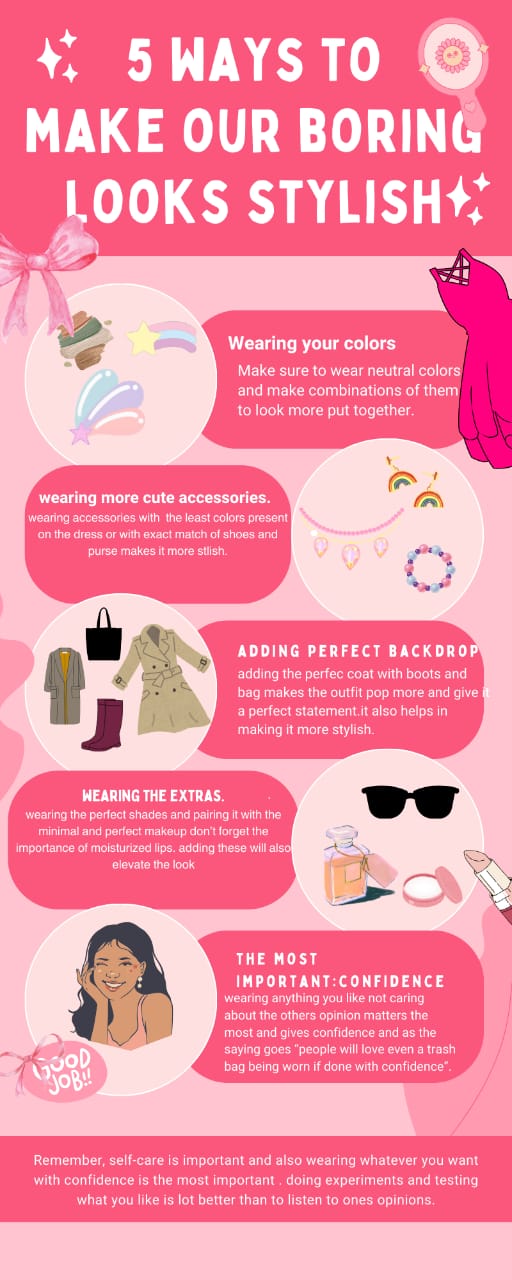 5 WAYS TO
MAKE OUR BORING
LOOKS STYLISH
Wearing your colors
Make sure to wear neutral colors
and make combinations of them
to look more put together.
wearing more cute accessories.
wearing accessories with the least colors present
on the dress or with exact match of shoes and
purse makes it more stlish.
ADDING PERFECT BACKDROP
adding the perfec coat with boots and
bag makes the outfit pop more and give it
a perfect statement.it also helps in
making it more stylish.
WEARING THE EXTRAS.
wearing the perfect shades and pairing it with the
minimal and perfect makeup don't forget the
importance of moisturized lips. adding these will also
elevate the look
THE MOST
IMPORTANT:CONFIDENCE
wearing anything you like not caring
about the others opinion matters the
most and gives confidence and as the
saying goes "people will love even a trash
bag being worn if done with confidence".
GOOD
JOB!!
Remember, self-care is important and also wearing whatever you want
with confidence is the most important . doing experiments and testing
what you like is lot better than to listen to ones opinions.